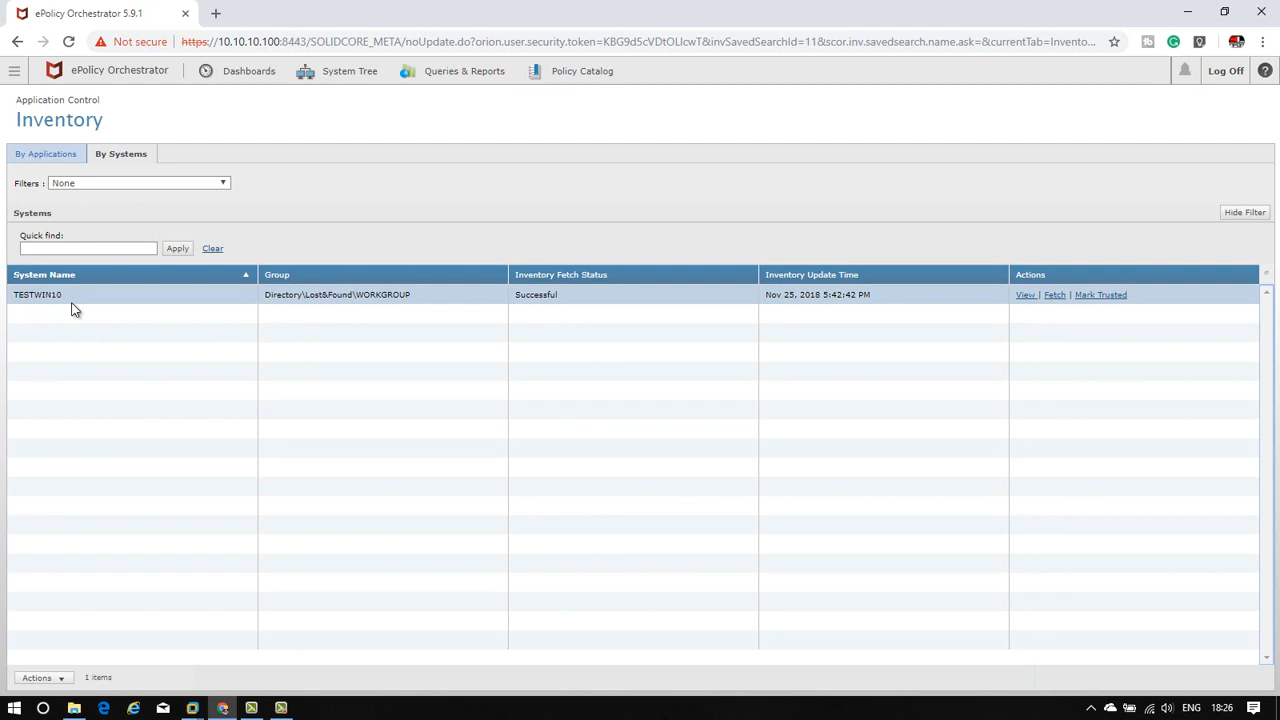 ePolicy Orchestrator 5.9.1
Not secure https://10.10.10.100:8443/SOLIDCORE_META/noUpdate.do?orion.user.security.token=KBG9d5cVDtOLIcwT&invSavedSearchId=11&scor.inv.savedsearch.name.ask=&currentTab=Invento...
ePolicy Orchestrator Dashboards System Tree Queries & Reports Policy Catalog Log Off ?
Application Control
Inventory
By Applications By Systems
Filters : None
Systems Hide Filter
Quick find:
Apply Clear
System Name Group Inventory Fetch Status Inventory Update Time Actions
TESTWIN10 Directory\Lost&Found\WORKGROUP Successful Nov 25, 2018 5:42:42 PM View | Fetch | Mark Trusted
Actions 1 items
ENG 18:26